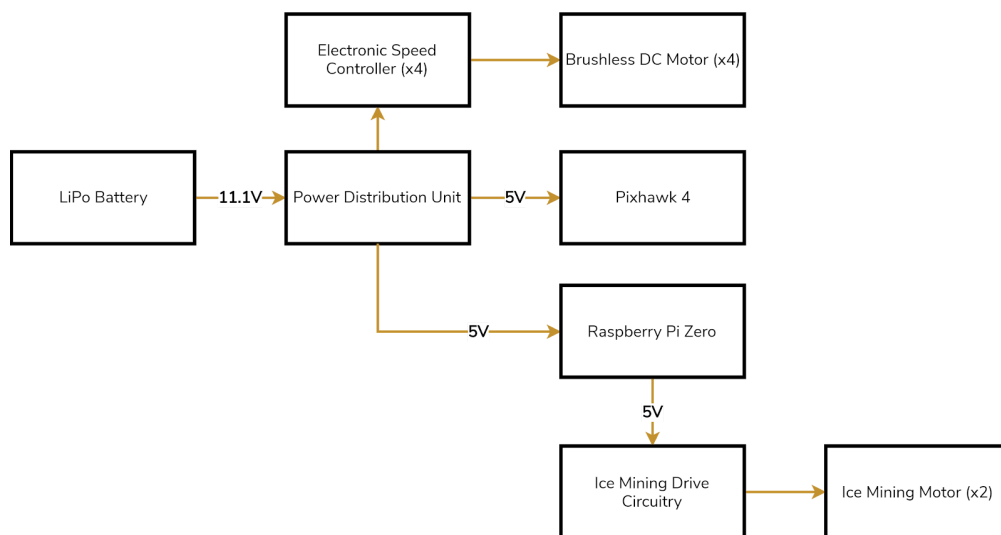 Electronic Speed
Controller (x4)
Brushless DC Motor (x4)
LiPo Battery
11.1V
Power Distribution Unit
5V
Pixhawk 4
5V
Raspberry Pi Zero
5V
Ice Mining Drive
Circuitry
Ice Mining Motor (x2)